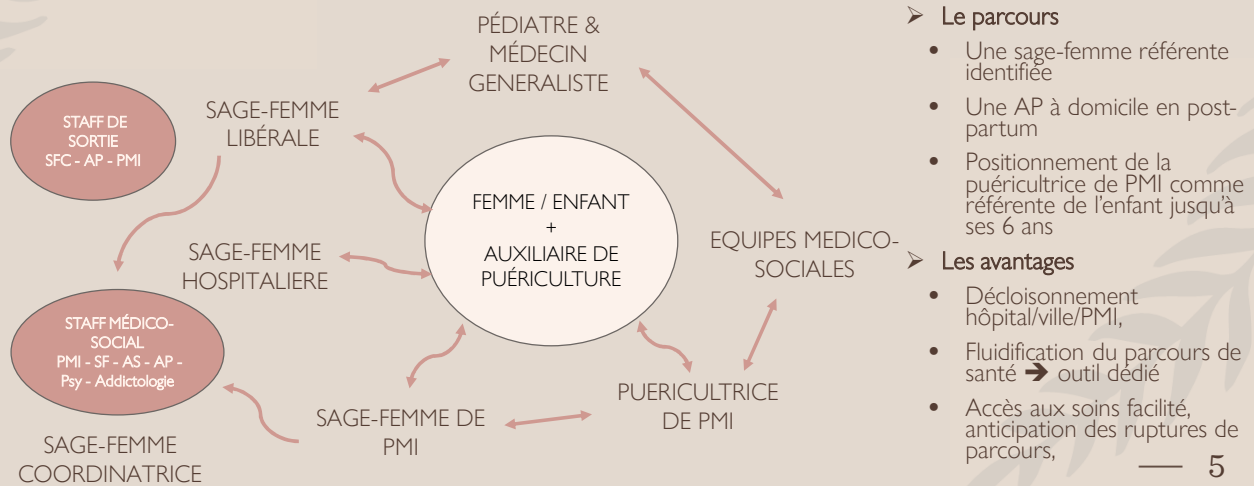 PÉDIATRE &
MÉDECIN
GENERALISTE
STAFF DE
SORTIE
SFC - AP - PMI
SAGE-FEMME
LIBÉRALE
FEMME / ENFANT
+
AUXILIAIRE DE
PUÉRICULTURE
SAGE-FEMME
HOSPITALIERE
EQUIPES MEDICO-
SOCIALES
STAFF MÉDICO-
SOCIAL
PMI - SF - AS - AP -
Psy - Addictologie
SAGE-FEMME
COORDINATRICE
SAGE-FEMME DE
PMI
PUERICULTRICE
DE PMI
➢ Le parcours
• Une sage-femme référente
identifiée
• Une AP à domicile en post-
partum
• Positionnement de la
puéricultrice de PMI comme
référente de l'enfant jusqu'à
ses 6 ans
➢ Les avantages
• Décloisonnement
hôpital/ville/PMI,
• Fluidification du parcours de
santé ➔ outil dédié
• Accès aux soins facilité,
anticipation des ruptures de
parcours,
5